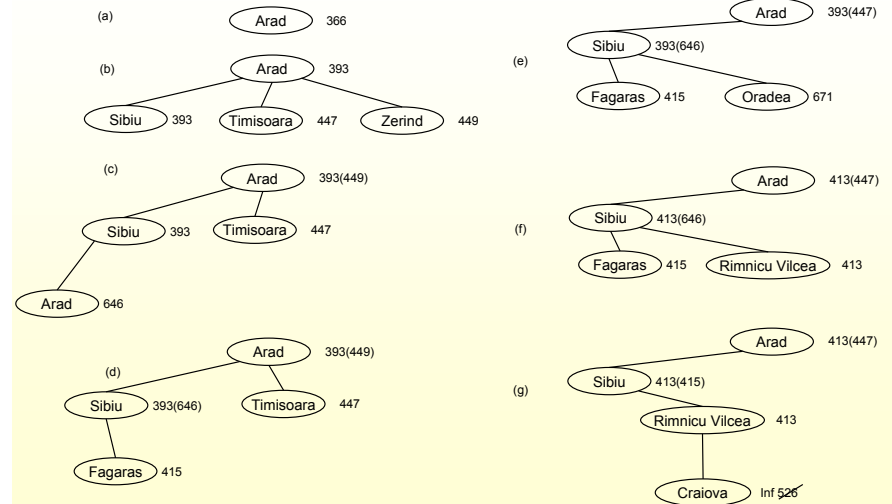 (a)
Arad 366
(b)
Arad 393
Sibiu 393 Timisoara 447 Zerind 449
(c)
Arad 393(449)
Sibiu 393 Timisoara 447
Arad 646
(d)
Arad 393(449)
Sibiu 393(646) Timisoara 447
Fagaras 415
Arad 393(447)
Sibiu 393(646)
(e)
Fagaras 415 Oradea 671
Arad 413(447)
Sibiu 413(646)
(f)
Fagaras 415 Rimnicu Vilcea 413
Arad 413(447)
Sibiu 413(415)
(g)
Rimnicu Vilcea 413
Craiova Inf 526